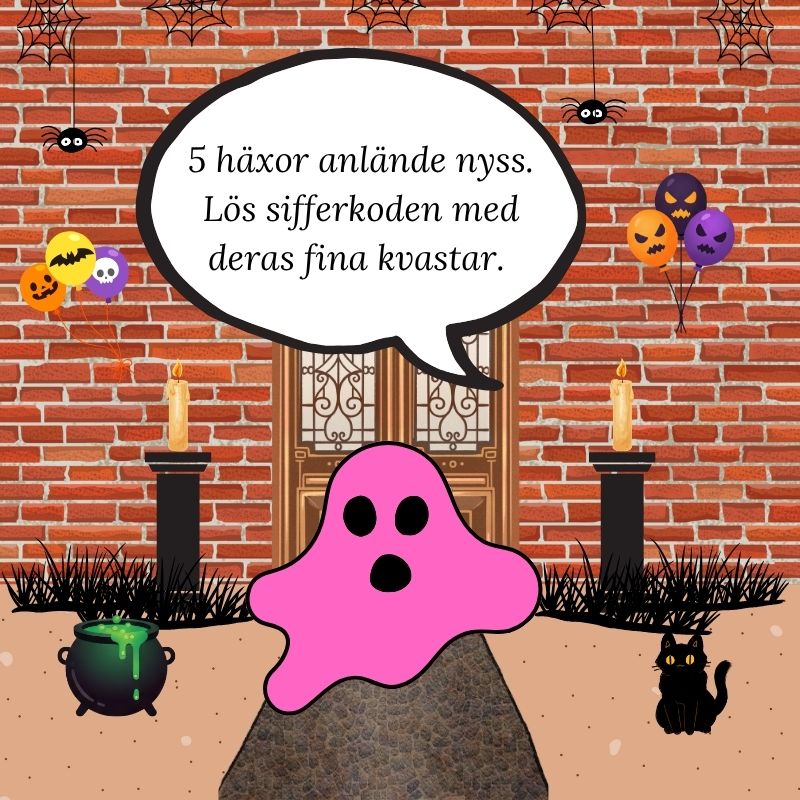 5 häxor anlände nyss.
Lös sifferkoden med
deras fina kvastar.